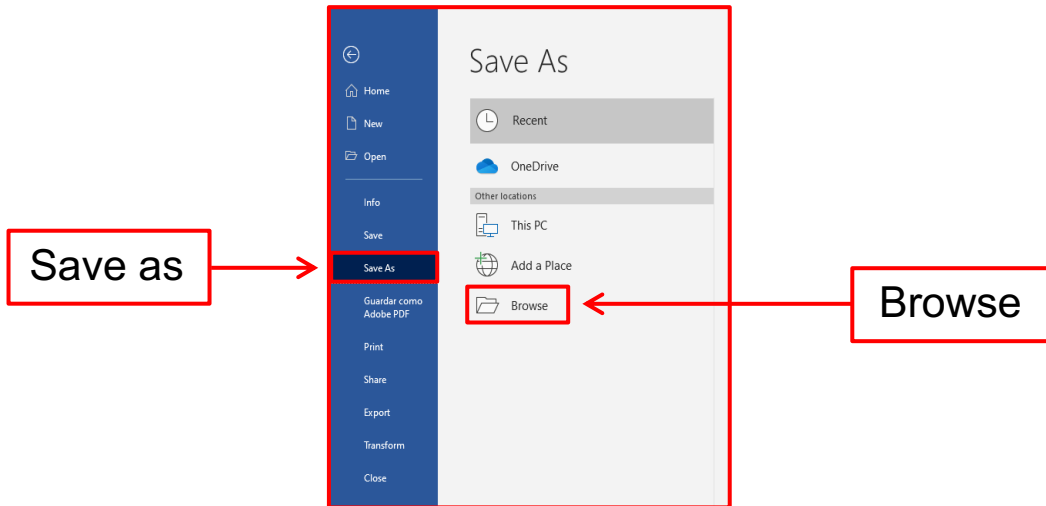 Save As
Home
New
Open
Info
Save
Save As
Guardar como
Adobe PDF
Print
Share
Export
Transform
Close
Recent
OneDrive
Other locations
This PC
Add a Place
Browse
Save as
Browse